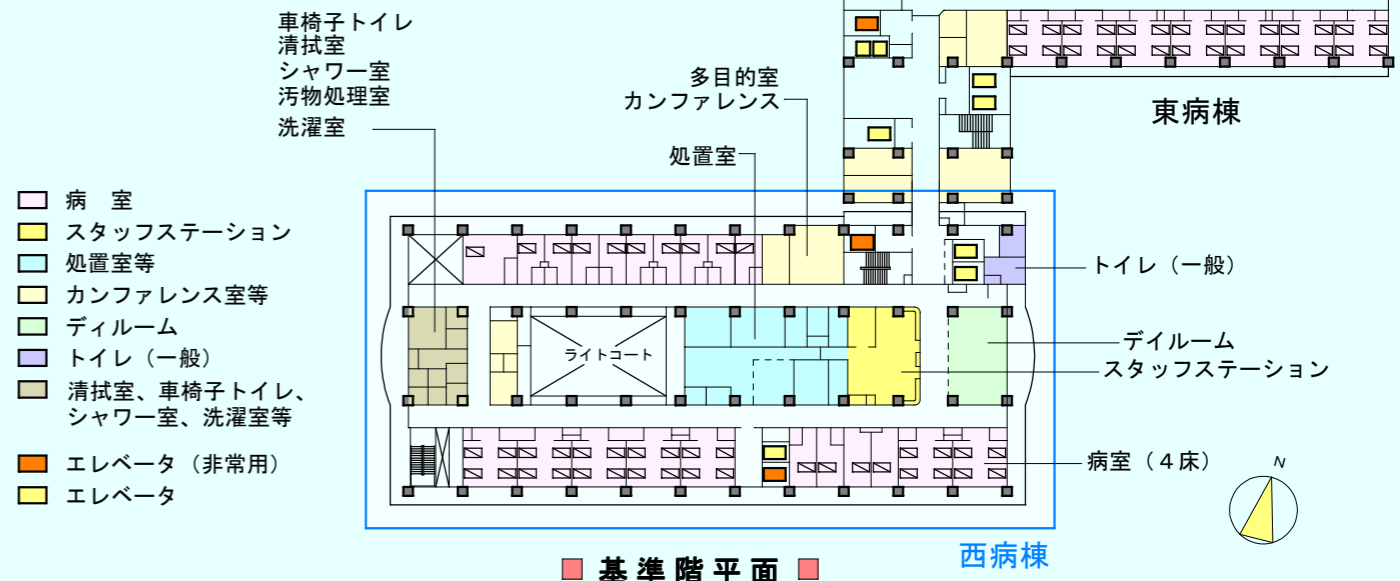 車椅子トイレ
清拭室
シャワー室
汚物処理室
洗濯室
多目的室
カンファレンス
処置室
東病棟
病　室
スタッフステーション
処置室等
カンファレンス室等
ディルーム
トイレ（一般）
清拭室、車椅子トイレ、
シャワー室、洗濯室等
エレベータ（非常用）
エレベータ
ライトコート
トイレ（一般）
デイルーム
スタッフステーション
病室（４床）
N
西病棟
基準階平面